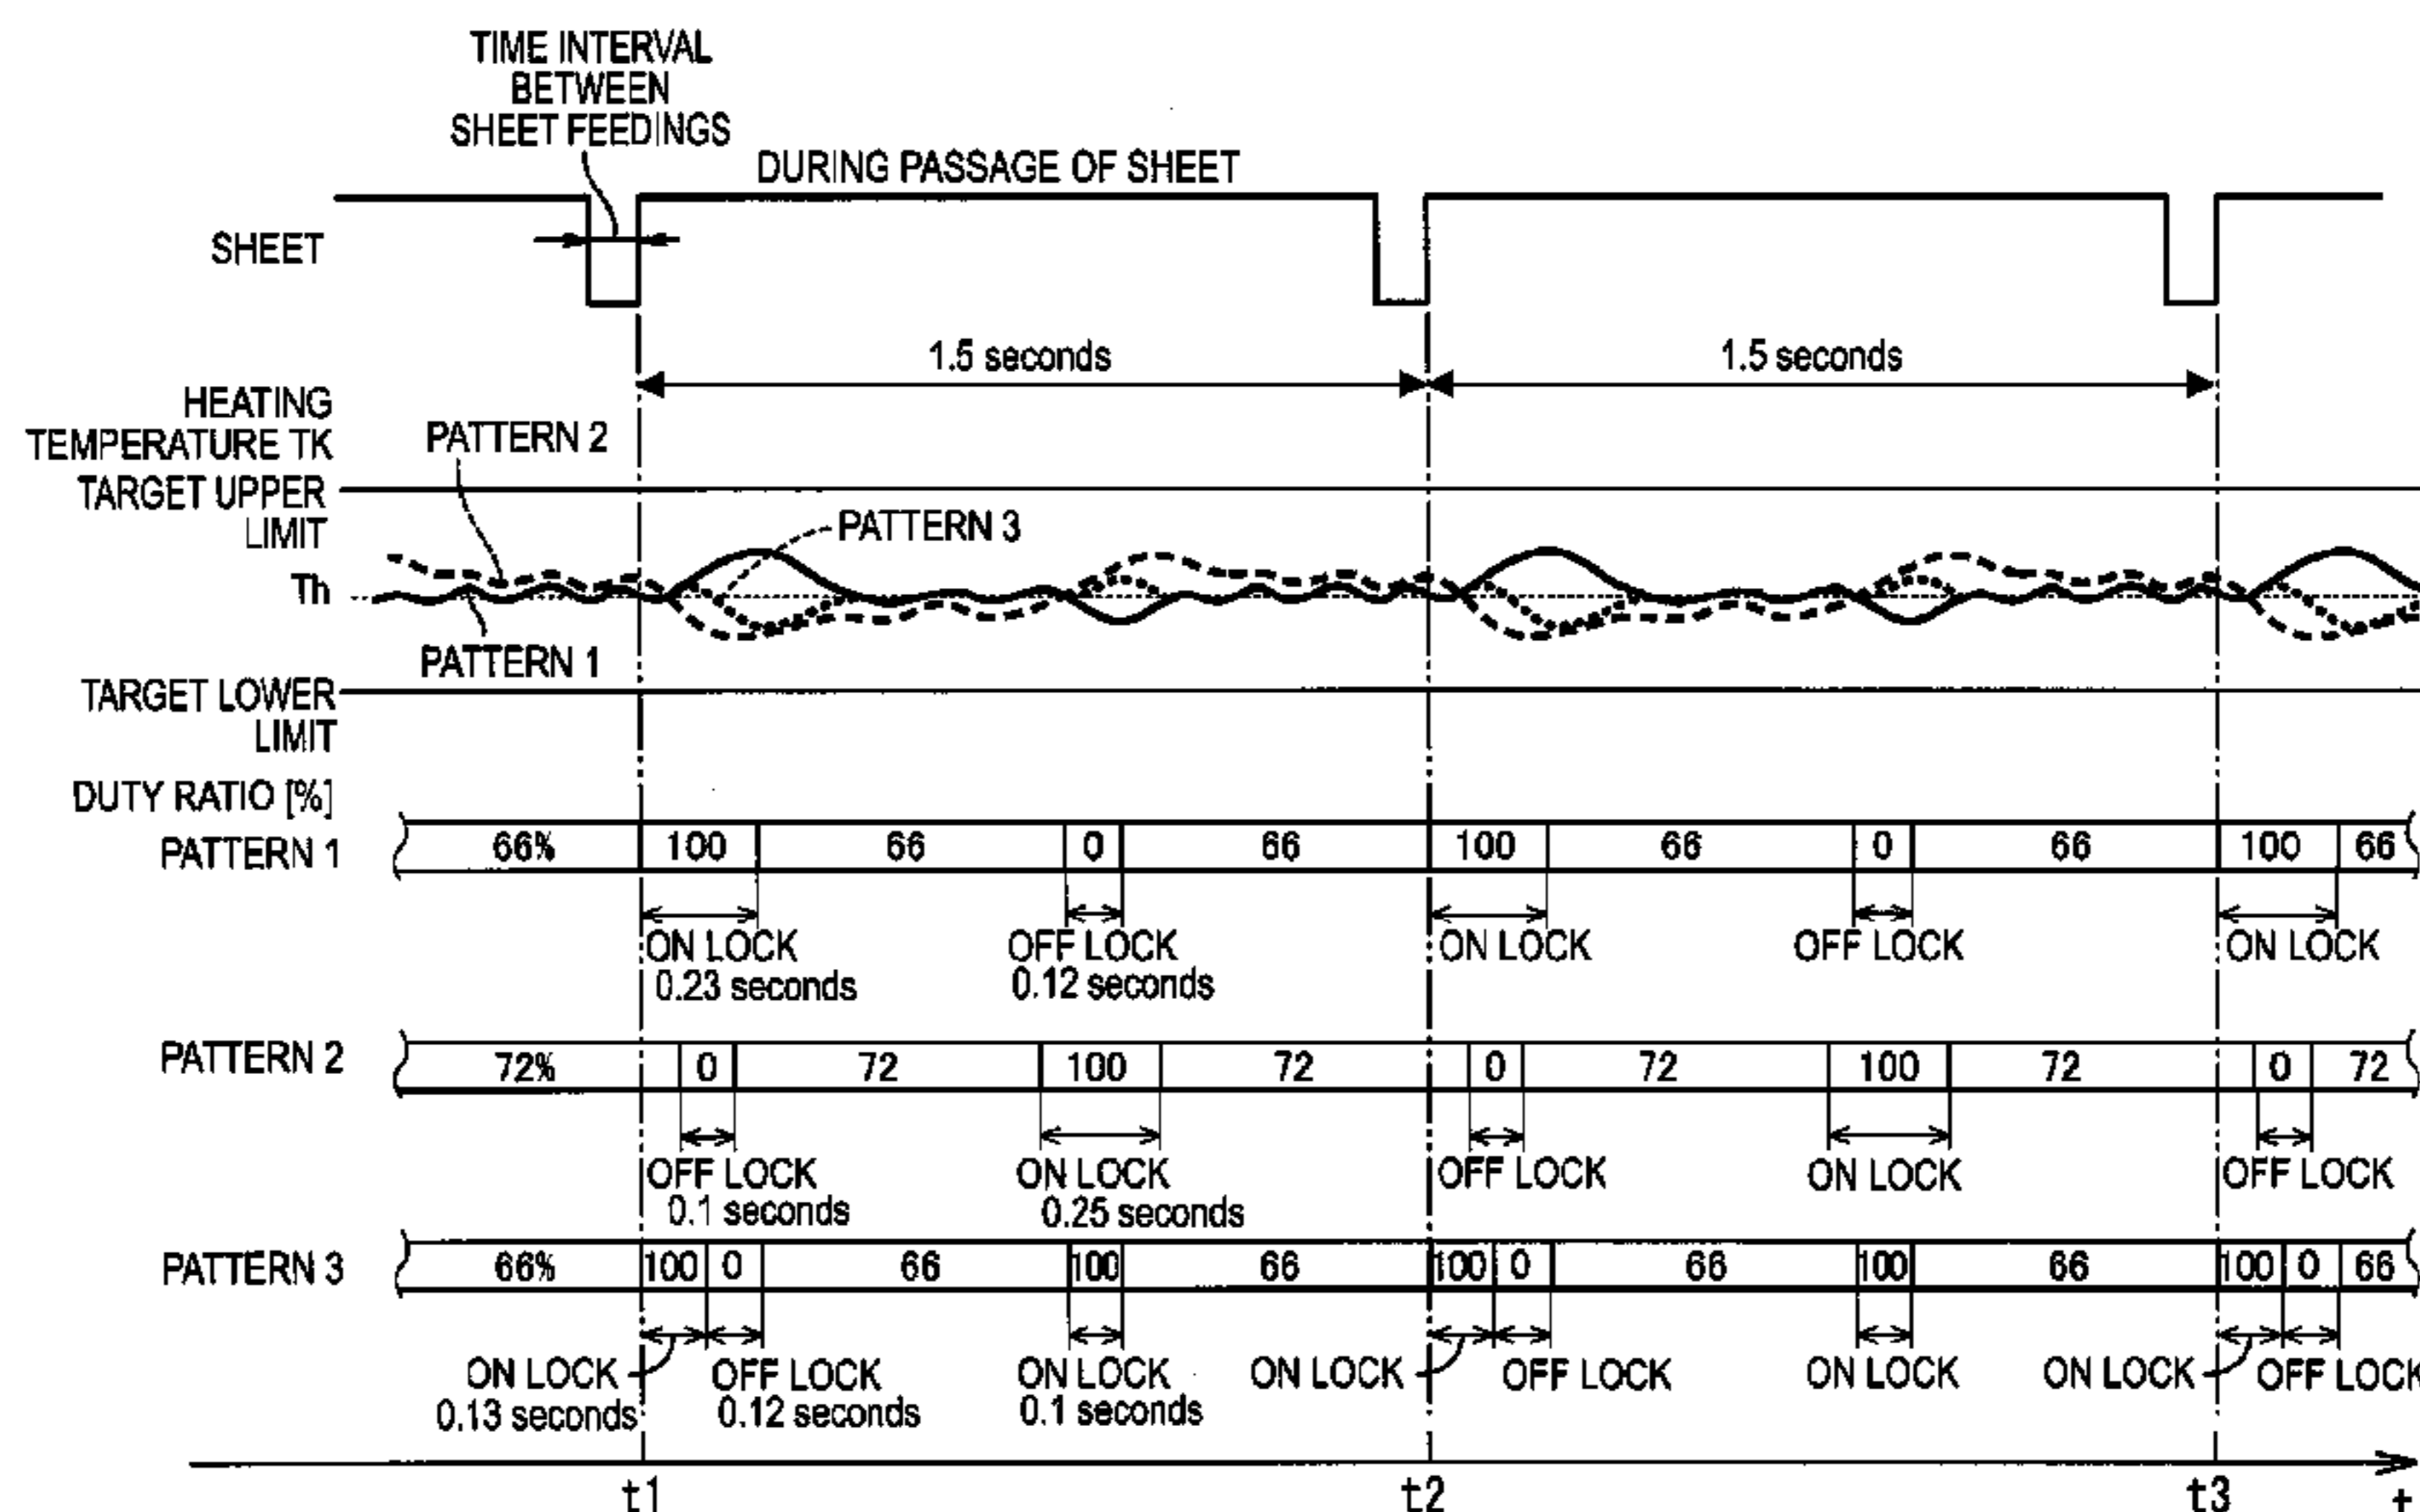 TIME INTERVAL
BETWEEN
SHEET FEEDINGS
DURING PASSAGE OF SHEET
SHEET
1.5 seconds 1.5 seconds
HEATING
TEMPERATURE TK
PATTERN 2
TARGET UPPER
LIMIT
PATTERN 3
Th
PATTERN 1
TARGET LOWER
LIMIT
DUTY RATIO [%]
PATTERN 1 66% 100 66 0 66 100 66 0 66 100 66
ON LOCK OFF LOCK ON LOCK OFF LOCK ON LOCK
0.23 seconds 0.12 seconds
PATTERN 2 72% 0 72 100 72 0 72 100 72 0 72
OFF LOCK ON LOCK OFF LOCK ON LOCK OFF LOCK
0.1 seconds 0.25 seconds
PATTERN 3 66% 100 0 66 100 66 100 0 66 100 66 100 0 66
ON LOCK OFF LOCK ON LOCK ON LOCK OFF LOCK ON LOCK ON LOCK OFF LOCK
0.13 seconds 0.12 seconds 0.1 seconds
t1 t2 t3 t